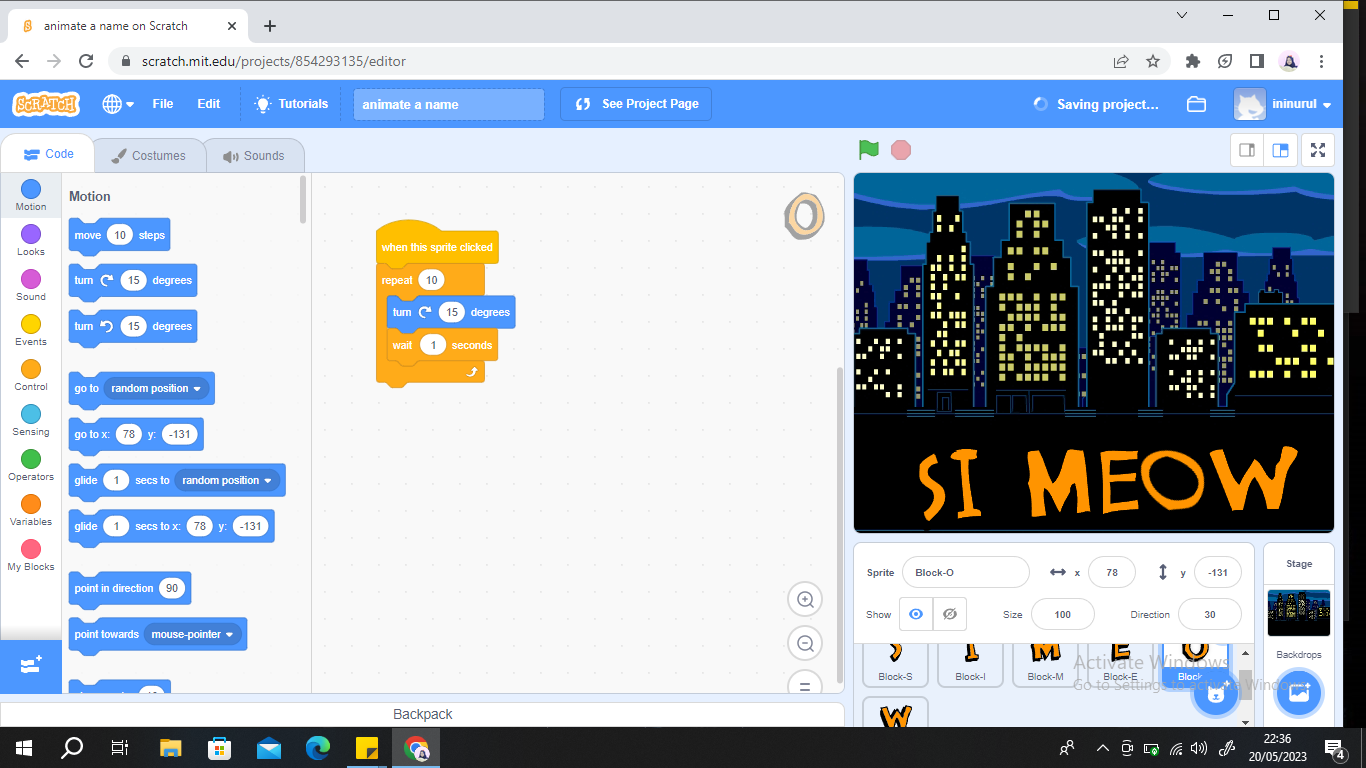 animate a name on Scratch
scratch.mit.edu/projects/854293135/editor
SCRATCH File Edit Tutorials animate a name See Project Page Saving project... ininurul
Code Costumes Sounds
Motion
Looks
Sound
Events
Control
Sensing
Operators
Variables
My Blocks
Motion
move 10 steps
turn 15 degrees
turn 15 degrees
go to random position
go to x: 78 y: -131
glide 1 secs to random position
glide 1 secs to x: 78 y: -131
point in direction 90
point towards mouse-pointer
when this sprite clicked
repeat 10
turn 15 degrees
wait 1 seconds
O
Backpack
SI MEOW
Sprite Block-O x 78 y -131
Show Size 100 Direction 30
S I M E O
Block-S Block-I Block-M Block-E Block
W
Stage
Backdrops
Activate Windows
Go to Settings to activate Windows.
22:36
20/05/2023
4